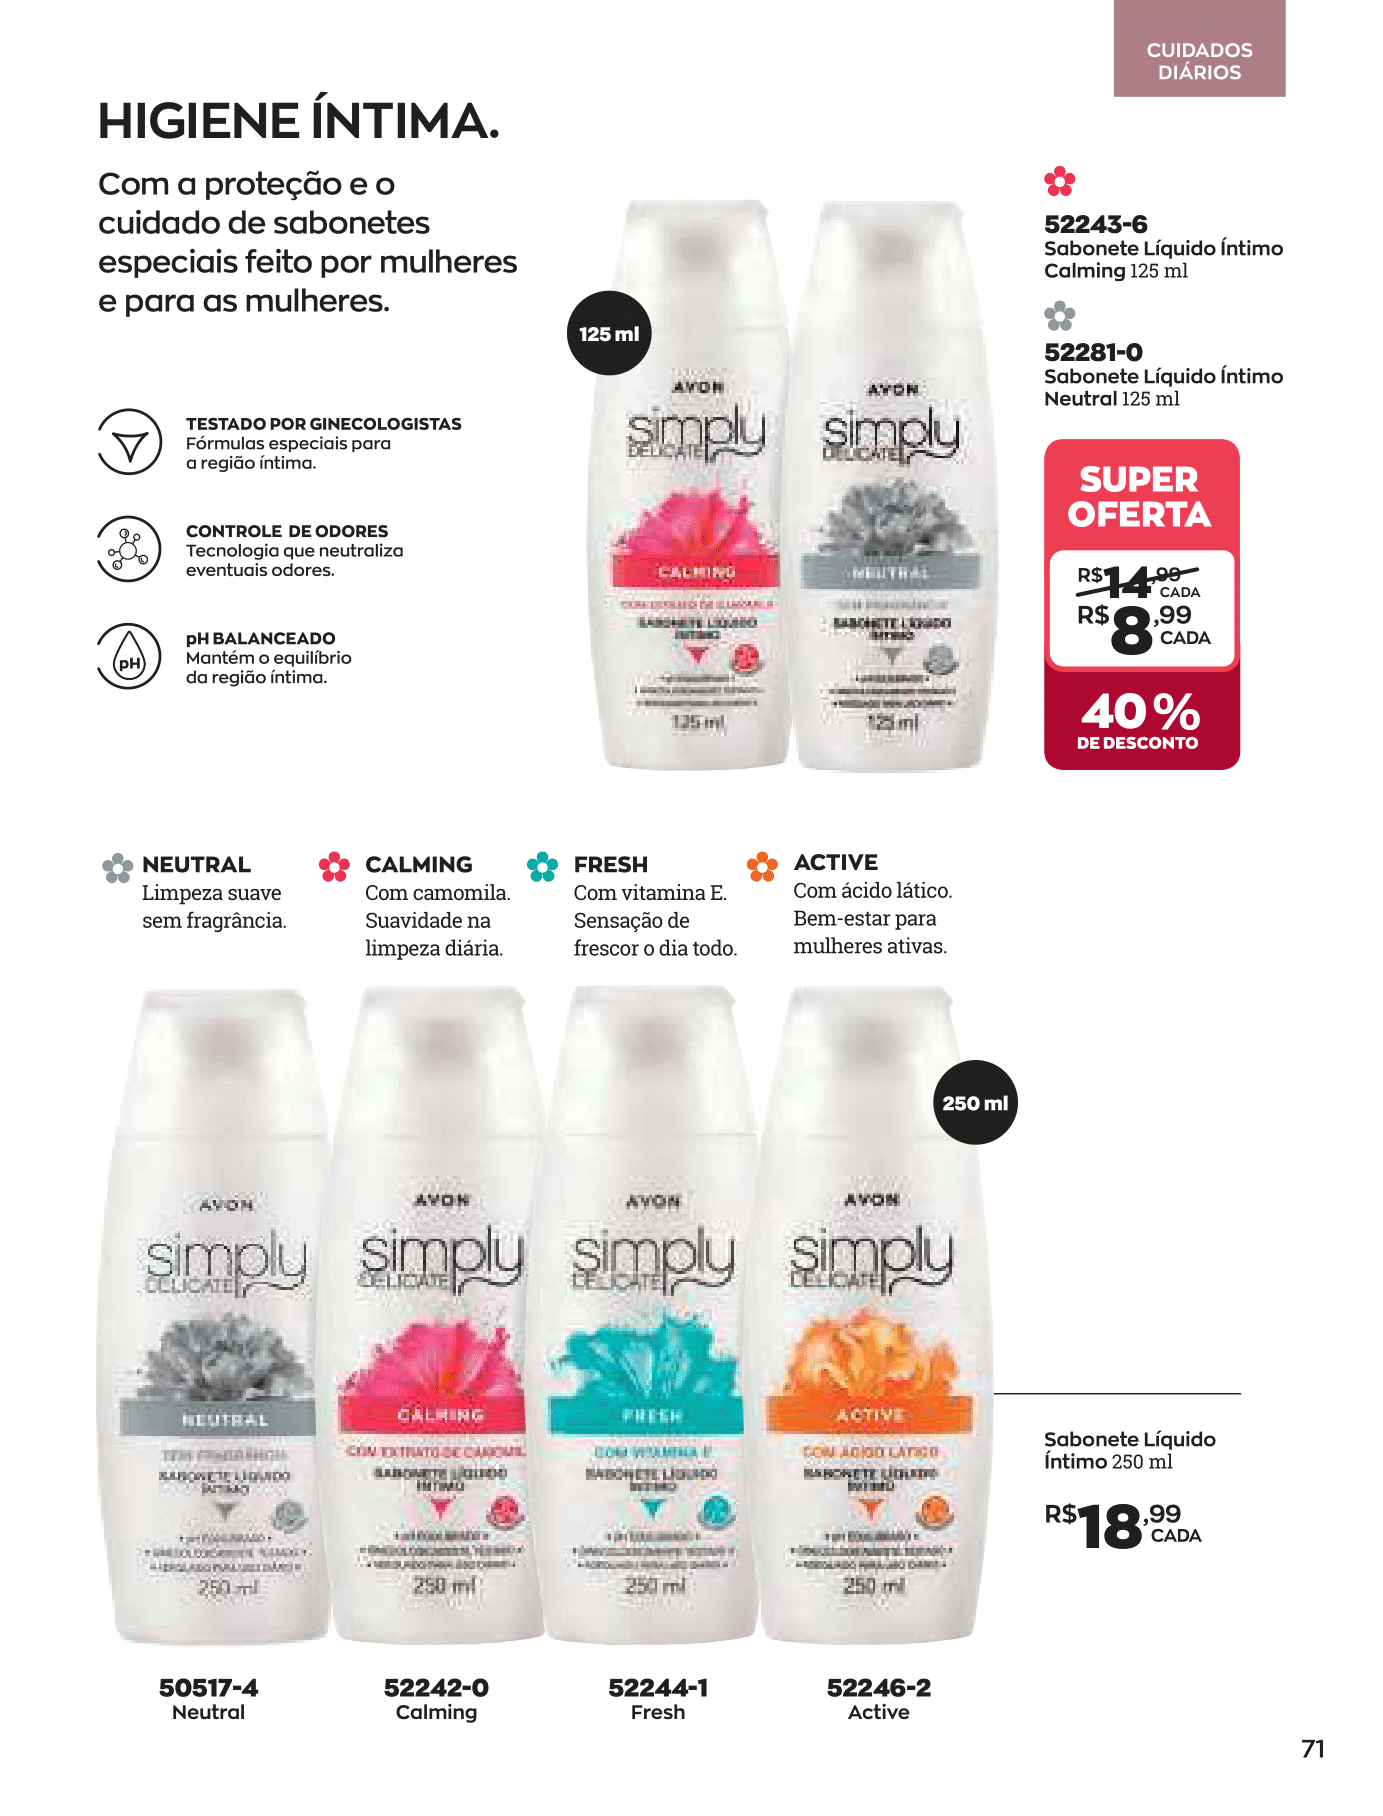 CUIDADOS
DIÁRIOS
HIGIENE ÍNTIMA.
Com a proteção e o
cuidado de sabonetes
especiais feito por mulheres
e para as mulheres.
TESTADO POR GINECOLOGISTAS
Fórmulas especiais para
a região íntima.
CONTROLE DE ODORES
Tecnologia que neutraliza
eventuais odores.
pH
pH BALANCEADO
Mantém o equilíbrio
da região íntima.
125 ml
AVON
simply
DELICATE
CALMING
COM EXTRATO DE CAMOMILA
SABONETE LÍQUIDO
ÍNTIMO
125 ml
AVON
simply
DELICATE
NEUTRAL
SEM FRAGRÂNCIA
SABONETE LÍQUIDO
ÍNTIMO
125 ml
52243-6
Sabonete Líquido Íntimo
Calming 125 ml
52281-0
Sabonete Líquido Íntimo
Neutral 125 ml
SUPER
OFERTA
R$14,99
CADA
R$8,99
CADA
40%
DE DESCONTO
NEUTRAL
Limpeza suave
sem fragrância.
CALMING
Com camomila.
Suavidade na
limpeza diária.
FRESH
Com vitamina E.
Sensação de
frescor o dia todo.
ACTIVE
Com ácido lático.
Bem-estar para
mulheres ativas.
250 ml
AVON
simply
DELICATE
NEUTRAL
SEM FRAGRÂNCIA
SABONETE LÍQUIDO
ÍNTIMO
250 ml
AVON
simply
DELICATE
CALMING
COM EXTRATO DE CAMOMIL
SABONETE LÍQUIDO
ÍNTIMO
250 ml
AVON
simply
DELICATE
FRESH
COM VITAMINA E
SABONETE LÍQUIDO
ÍNTIMO
250 ml
AVON
simply
DELICATE
ACTIVE
COM ÁCIDO LÁTICO
SABONETE LÍQUIDO
ÍNTIMO
250 ml
Sabonete Líquido
Íntimo 250 ml
R$18,99
CADA
50517-4
Neutral
52242-0
Calming
52244-1
Fresh
52246-2
Active
71